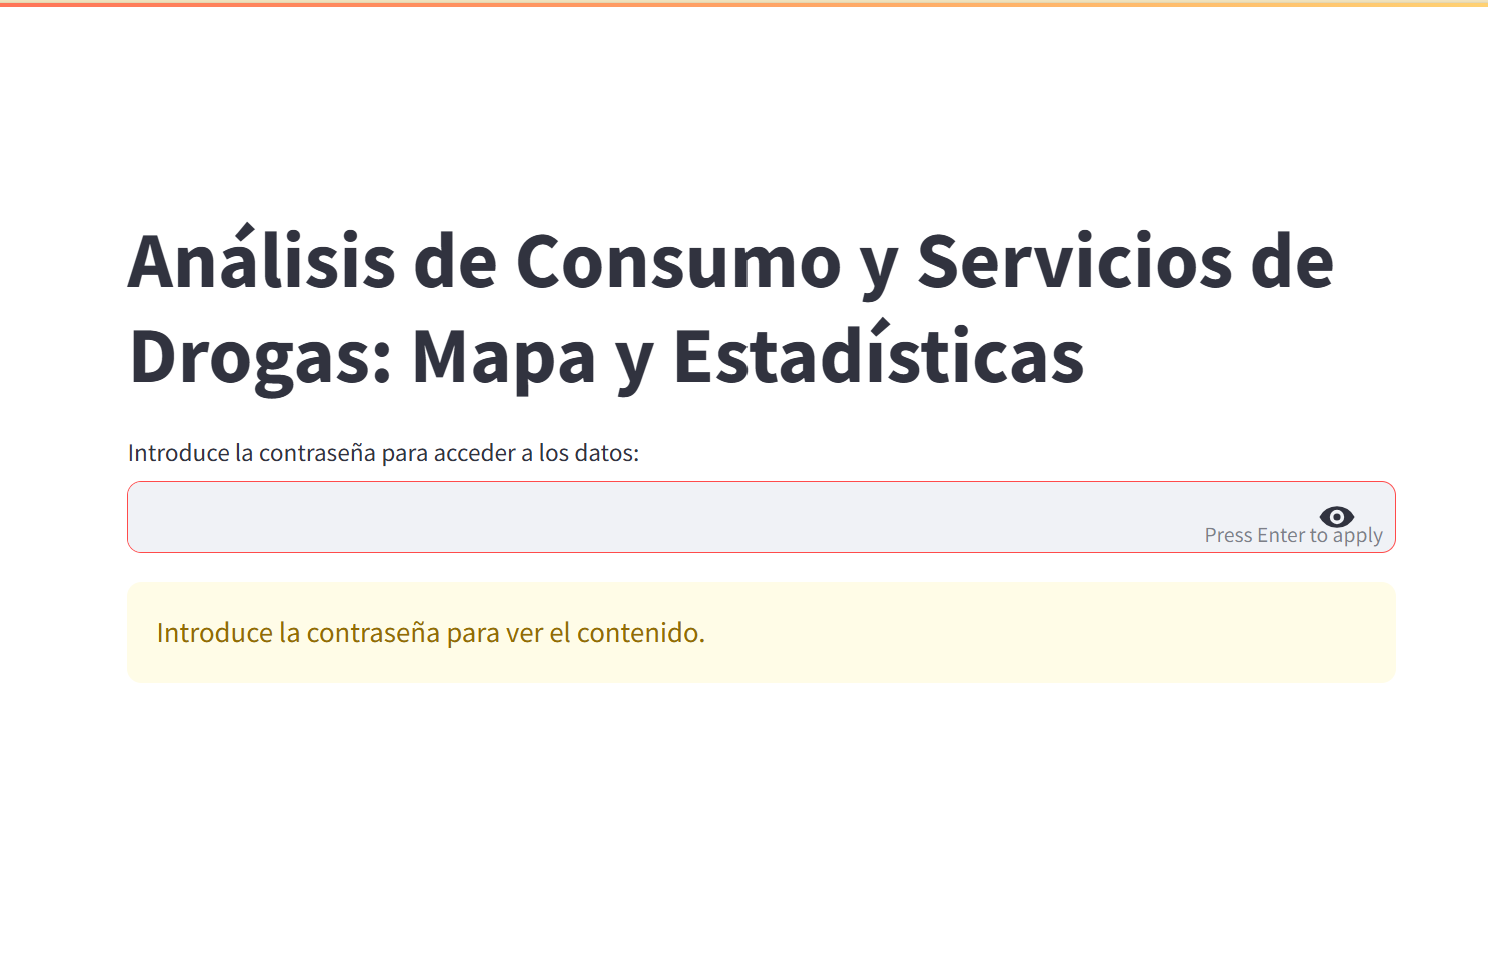 Análisis de Consumo y Servicios de
Drogas: Mapa y Estadísticas
Introduce la contraseña para acceder a los datos:
Press Enter to apply
Introduce la contraseña para ver el contenido.